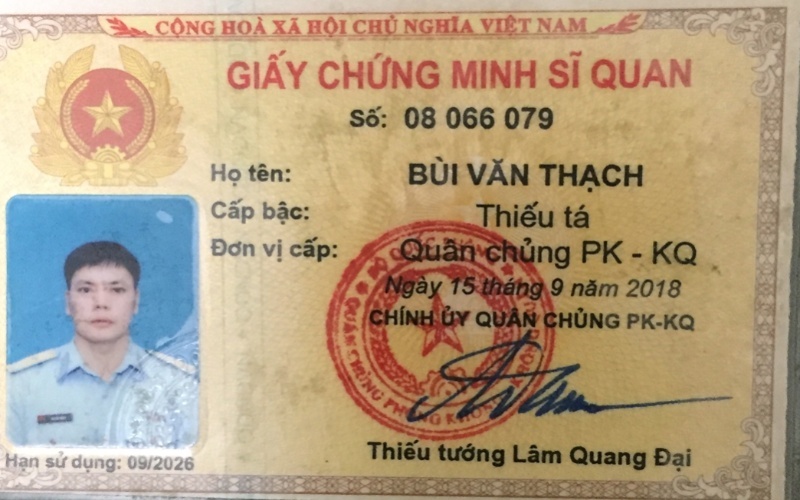 CỘNG HOÀ XÃ HỘI CHỦ NGHĨA VIỆT NAM
GIẤY CHỨNG MINH SĨ QUAN
Số: 08 066 079
Họ tên: BÙI VĂN THẠCH
Cấp bậc: Thiếu tá
Đơn vị cấp: Quân chủng PK - KQ
Ngày 15 tháng 9 năm 2018
CHÍNH ỦY QUÂN CHỦNG PK-KQ
Thiếu tướng Lâm Quang Đại
Hạn sử dụng: 09/2026